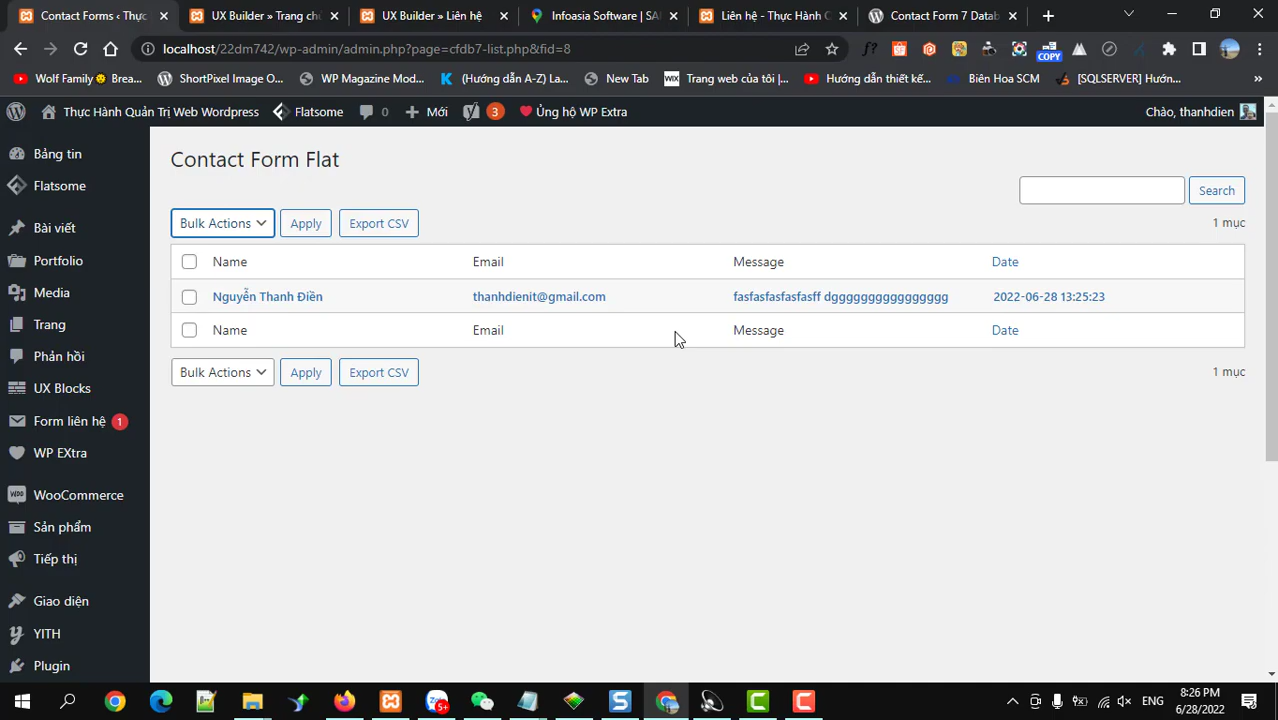 Contact Forms ‹ Thực
UX Builder » Trang chủ
UX Builder » Liên hệ
Infoasia Software | SA
Liên hệ - Thực Hành Q
Contact Form 7 Datab
localhost/22dm742/wp-admin/admin.php?page=cfdb7-list.php&fid=8
f?
COPY
Wolf Family😗 Brea...
ShortPixel Image O...
WP Magazine Mod...
K (Hướng dẫn A-Z) La...
New Tab
WIX Trang web của tôi |...
Hướng dẫn thiết kế...
Biên Hoa SCM
[SQLSERVER] Hướn...
»
Thực Hành Quản Trị Web Wordpress
Flatsome
0
Mới
3
Ủng hộ WP Extra
Chào, thanhdien
Bảng tin
Flatsome
Bài viết
Portfolio
Media
Trang
Phản hồi
UX Blocks
Form liên hệ 1
WP EXtra
WooCommerce
Sản phẩm
Tiếp thị
Giao diện
YITH
Plugin
Contact Form Flat
Search
Bulk Actions
Apply
Export CSV
1 mục
Name Email Message Date
Nguyễn Thanh Điền thanhdienit@gmail.com fasfasfasfasfasff dgggggggggggggggg 2022-06-28 13:25:23
Name Email Message Date
Bulk Actions
Apply
Export CSV
1 mục
5+
ENG
8:26 PM
6/28/2022